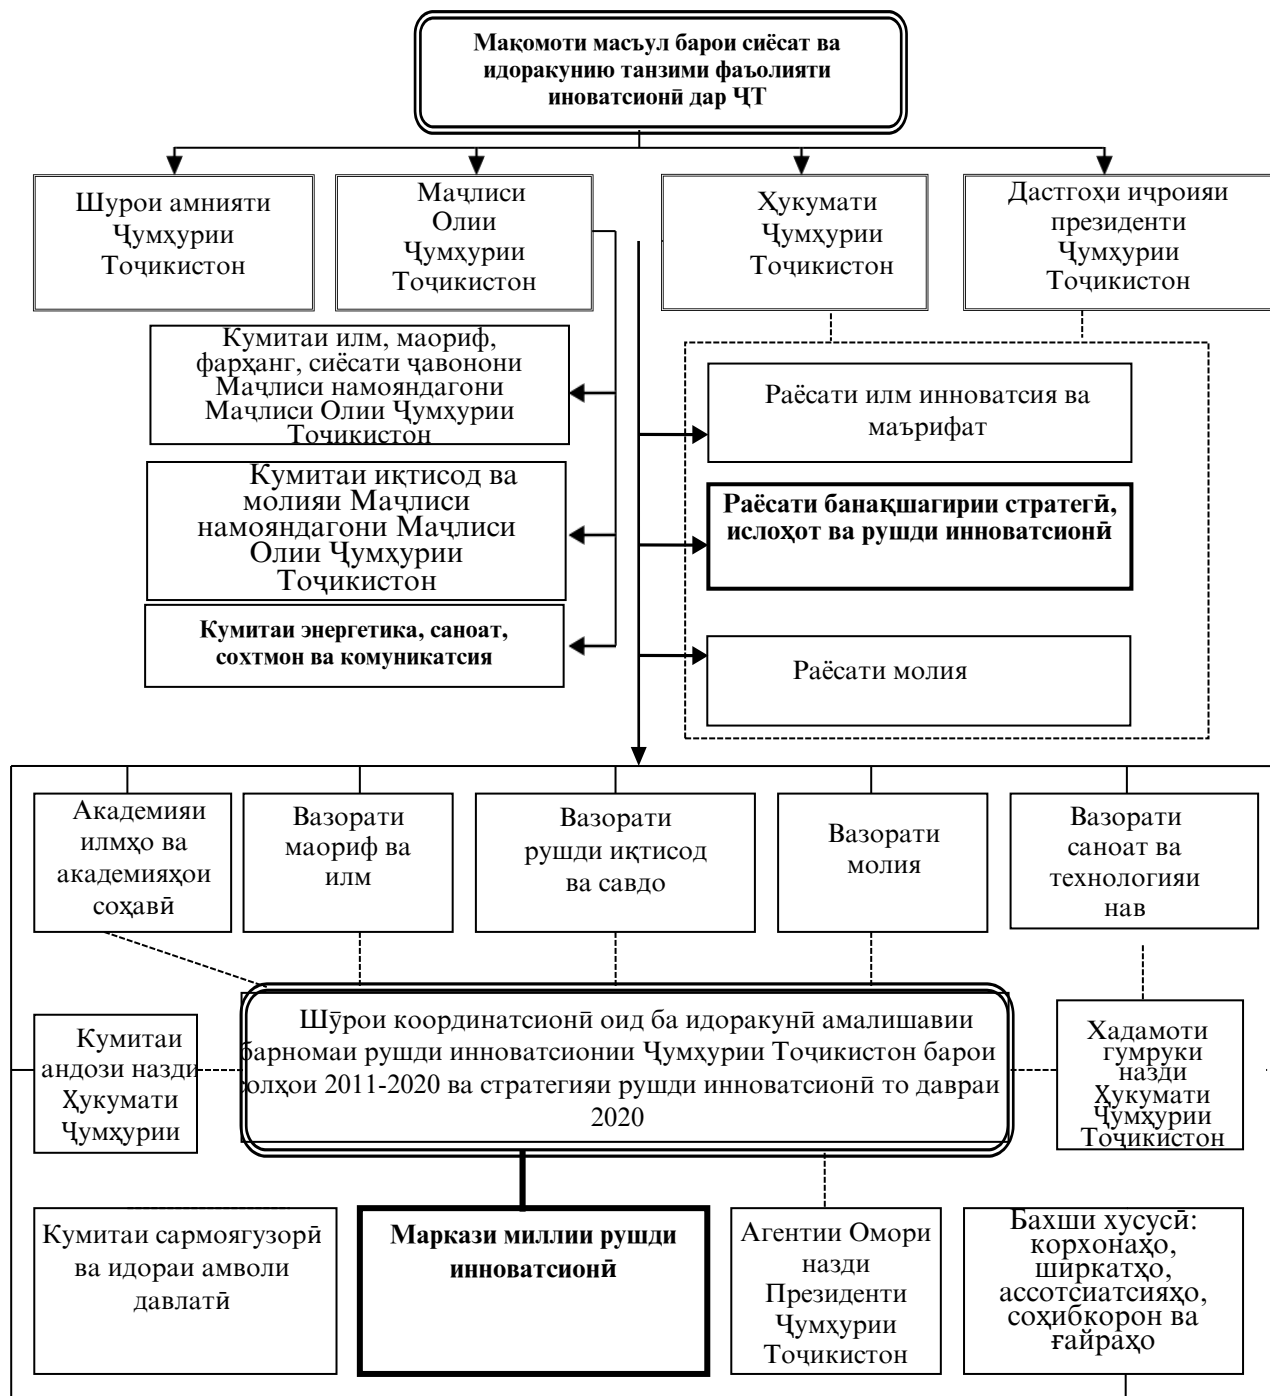 Мақомоти масъул барои сиёсат ва
идоракунию танзими фаъолияти
иноватсионӣ дар ҶТ
Шурои амнияти
Ҷумҳурии
Тоҷикистон
Маҷлиси
Олии
Ҷумҳурии
Тоҷикистон
Ҳукумати
Ҷумҳурии
Тоҷикистон
Дастгоҳи иҷроияи
президенти
Ҷумҳурии
Тоҷикистон
Кумитаи илм, маориф,
фарҳанг, сиёсати ҷавонони
Маҷлиси намояндагони
Маҷлиси Олии Ҷумҳурии
Тоҷикистон
Раёсати илм инноватсия ва
маърифат
Кумитаи иқтисод ва
молияи Маҷлиси
намояндагони Маҷлиси
Олии Ҷумҳурии
Тоҷикистон
Раёсати банақшагирии стратегӣ,
ислоҳот ва рушди инноватсионӣ
Кумитаи энергетика, саноат,
сохтмон ва комуникатсия
Раёсати молия
Академияи
илмҳо ва
академияҳои
соҳавӣ
Вазорати
маориф ва
илм
Вазорати
рушди иқтисод
ва савдо
Вазорати
молия
Вазорати
саноат ва
технологияи
нав
Кумитаи
андози назди
Ҳукумати
Ҷумҳурии
Шӯрои координатсионӣ оид ба идоракунӣ амалишавии
барномаи рушди инноватсионии Ҷумҳурии Тоҷикистон барои
солҳои 2011-2020 ва стратегияи рушди инноватсионӣ то давраи
2020
Хадамоти
гумруки
назди
Ҳукумати
Ҷумҳурии
Тоҷикистон
Кумитаи сармоягузорӣ
ва идораи амволи
давлатӣ
Маркази миллии рушди
инноватсионӣ
Агентии Омори
назди
Президенти
Ҷумҳурии
Тоҷикистон
Бахши хусусӣ:
корхонаҳо,
ширкатҳо,
ассотсиатсияҳо,
соҳибкорон ва
ғайраҳо